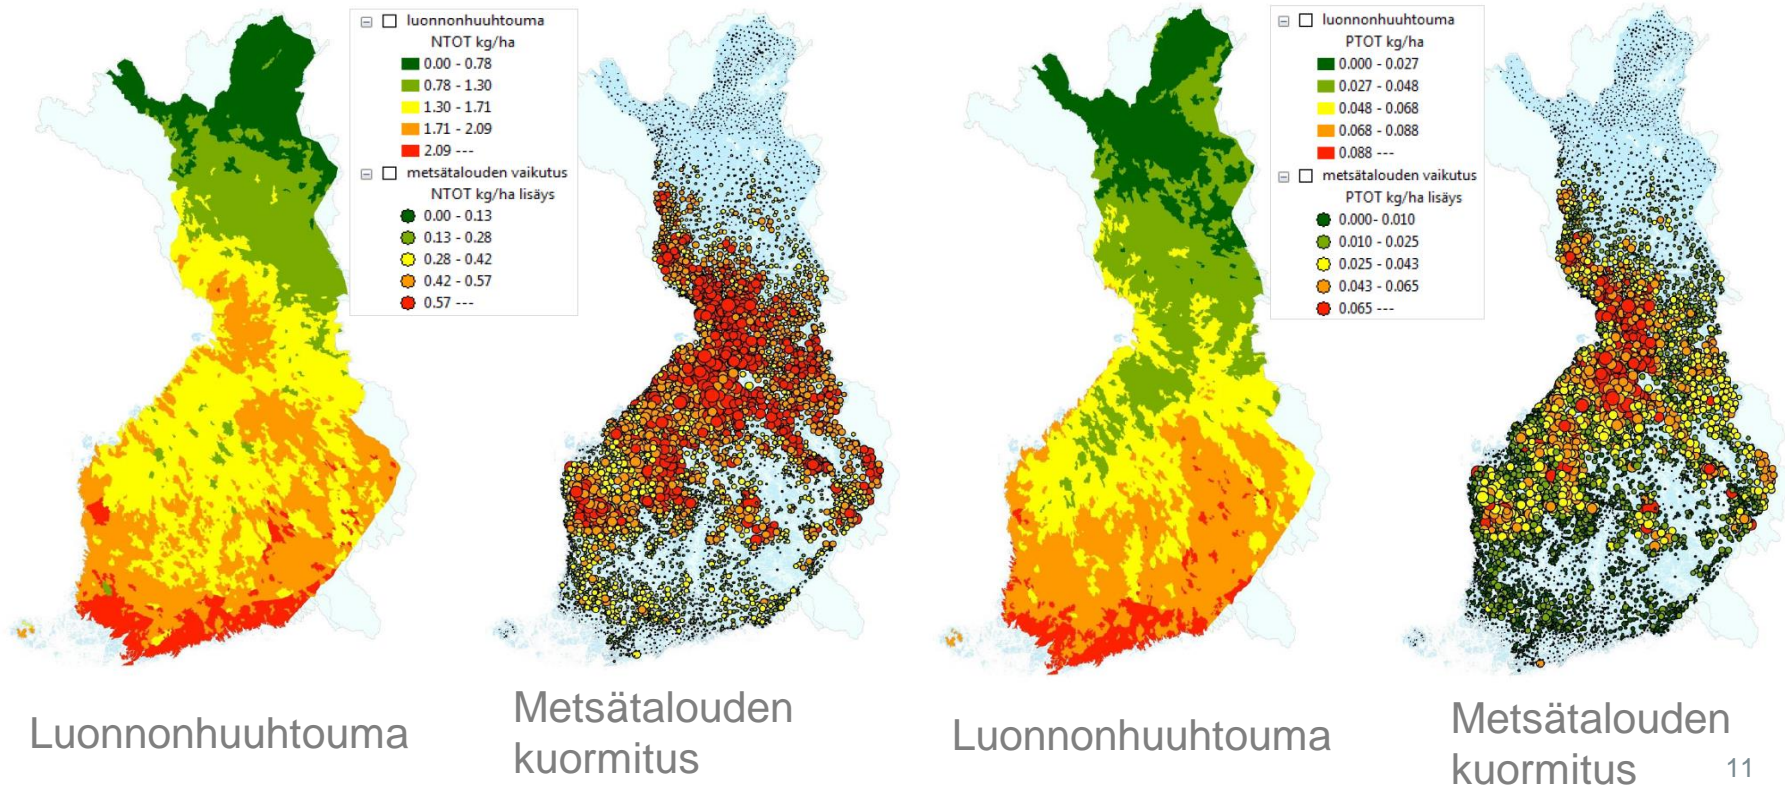 luonnonhuuhtouma
NTOT kg/ha
0.00 - 0.78
0.78 - 1.30
1.30 - 1.71
1.71 - 2.09
2.09 ---
metsätalouden vaikutus
NTOT kg/ha lisäys
0.00 - 0.13
0.13 - 0.28
0.28 - 0.42
0.42 - 0.57
0.57 ---
luonnonhuuhtouma
PTOT kg/ha
0.000 - 0.027
0.027 - 0.048
0.048 - 0.068
0.068 - 0.088
0.088 ---
metsätalouden vaikutus
PTOT kg/ha lisäys
0.000- 0.010
0.010 - 0.025
0.025 - 0.043
0.043 - 0.065
0.065 ---
Luonnonhuuhtouma
Metsätalouden
kuormitus
Luonnonhuuhtouma
Metsätalouden
kuormitus
11